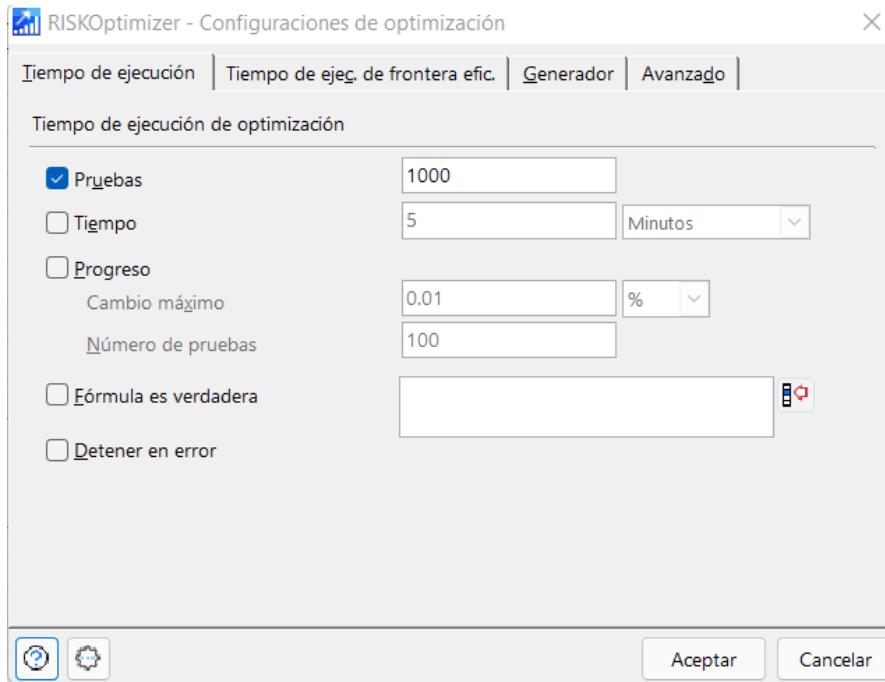 RISKOptimizer - Configuraciones de optimización
Tiempo de ejecución Tiempo de ejec. de frontera efic. Generador Avanzado
Tiempo de ejecución de optimización
Pruebas 1000
Tiempo 5 Minutos
Progreso
Cambio máximo 0.01 %
Número de pruebas 100
Fórmula es verdadera
Detener en error
Aceptar Cancelar